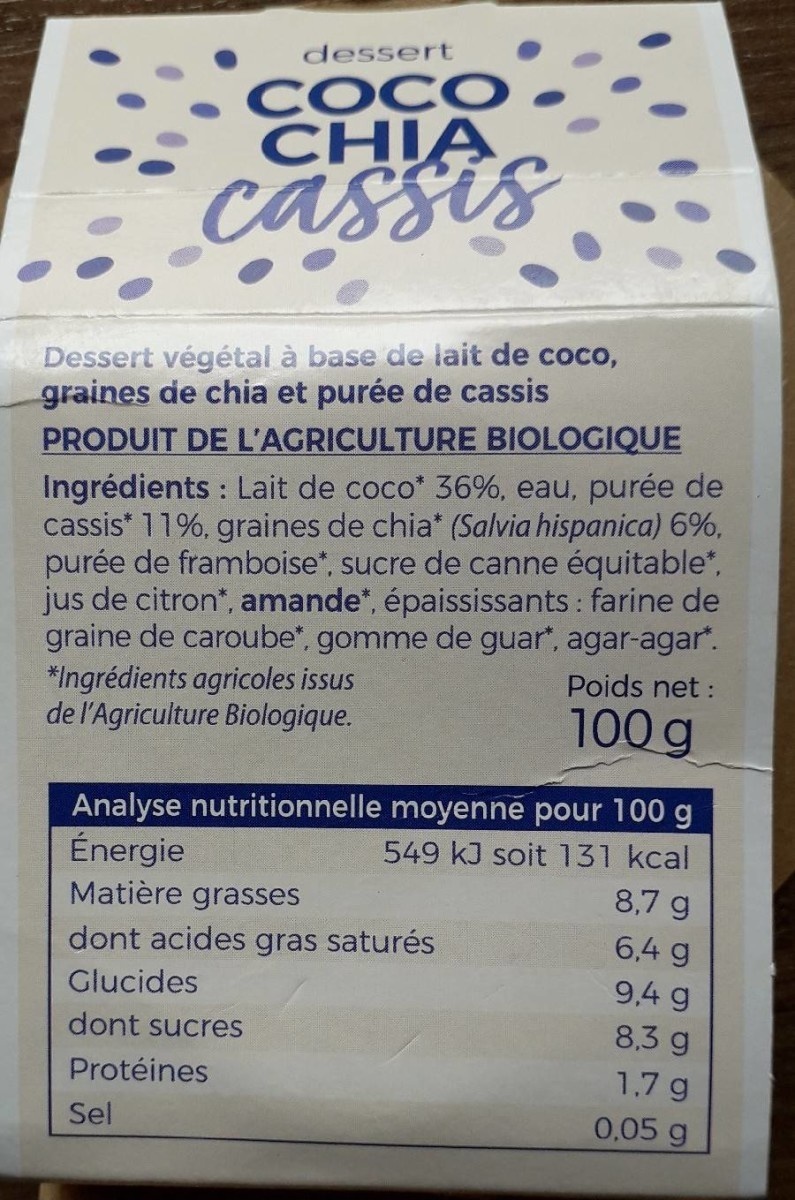 dessert
COCO
CHIA
cassis
Dessert végétal à base de lait de coco,
graines de chia et purée de cassis
PRODUIT DE L'AGRICULTURE BIOLOGIQUE
Ingrédients : Lait de coco* 36%, eau, purée de
cassis* 11%, graines de chia* (Salvia hispanica) 6%,
purée de framboise*, sucre de canne équitable*,
jus de citron*, amande*, épaississants : farine de
graine de caroube*, gomme de guar*, agar-agar*.
*Ingrédients agricoles issus
de l'Agriculture Biologique.
Poids net :
100 g
Analyse nutritionnelle moyenne pour 100 g
Énergie 549 kJ soit 131 kcal
Matière grasses 8,7 g
dont acides gras saturés 6,4 g
Glucides 9,4 g
dont sucres 8,3 g
Protéines 1,7 g
Sel 0,05 g